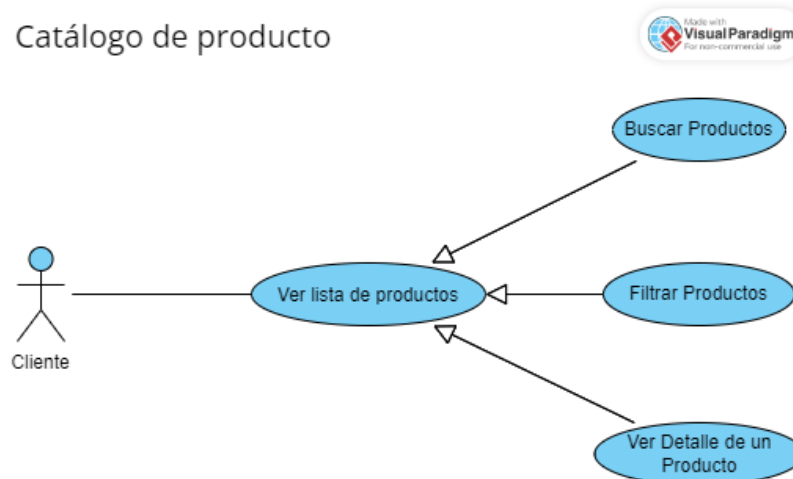 Catálogo de producto
Made with
Visual Paradigm
For non-commercial use
Buscar Productos
Ver lista de productos
Filtrar Productos
Cliente
Ver Detalle de un
Producto